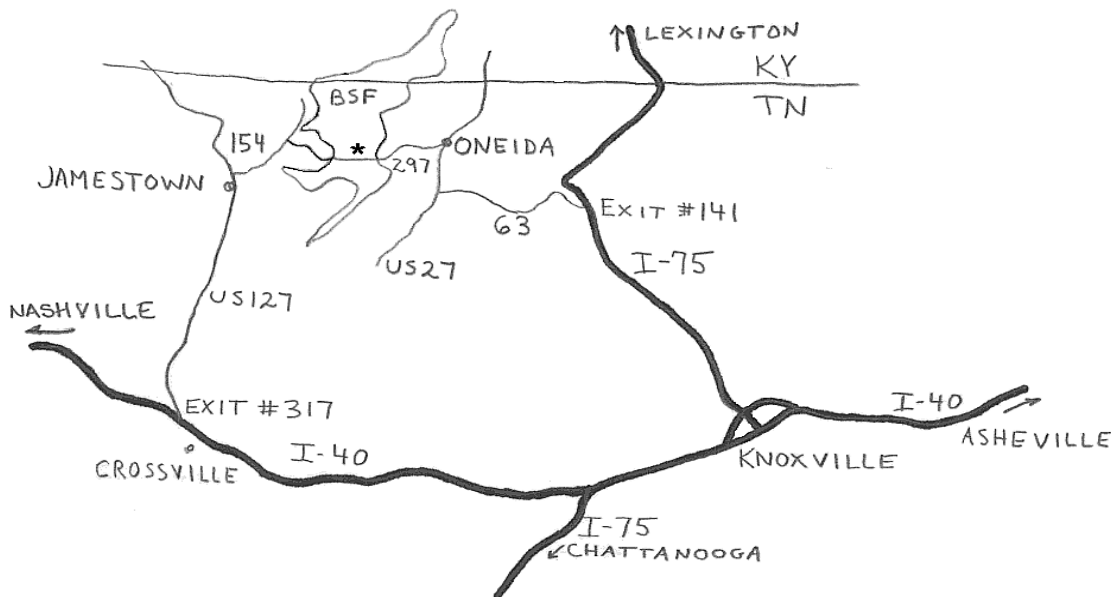 LEXINGTON
KY
TN
BSF
154
*
297
ONEIDA
JAMESTOWN
63
EXIT #141
I-75
US27
US127
NASHVILLE
EXIT #317
I-40
I-40
CROSSVILLE
KNOXVILLE
ASHEVILLE
I-75
CHATTANOOGA